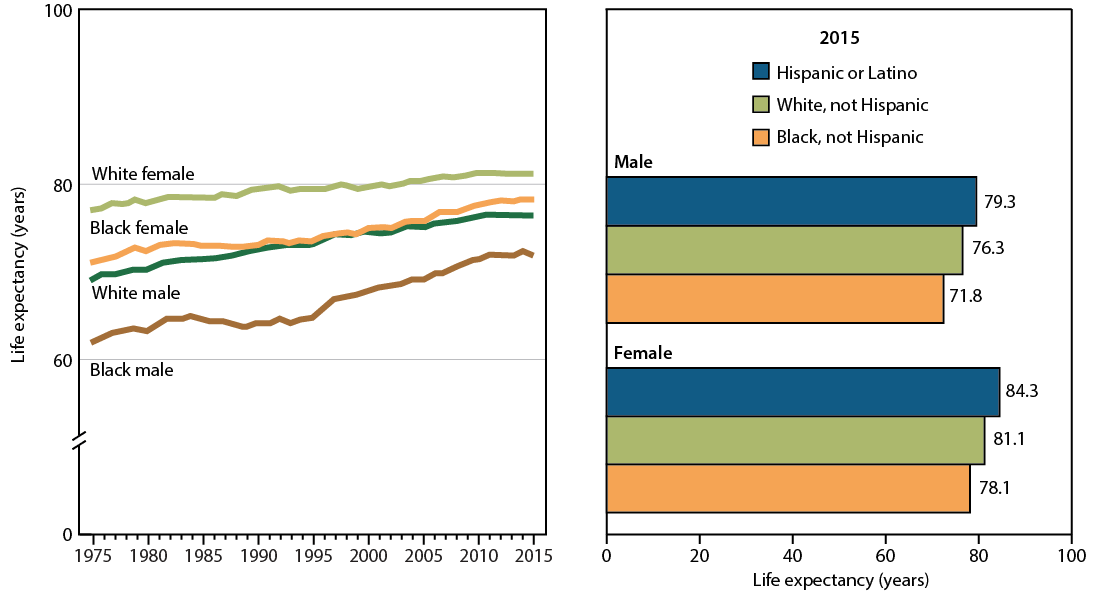 Life expectancy (years)
100
80
60
0
White female
Black female
White male
Black male
1975 1980 1985 1990 1995 2000 2005 2010 2015
2015
Hispanic or Latino
White, not Hispanic
Black, not Hispanic
Male
79.3
76.3
71.8
Female
84.3
81.1
78.1
0 20 40 60 80 100
Life expectancy (years)